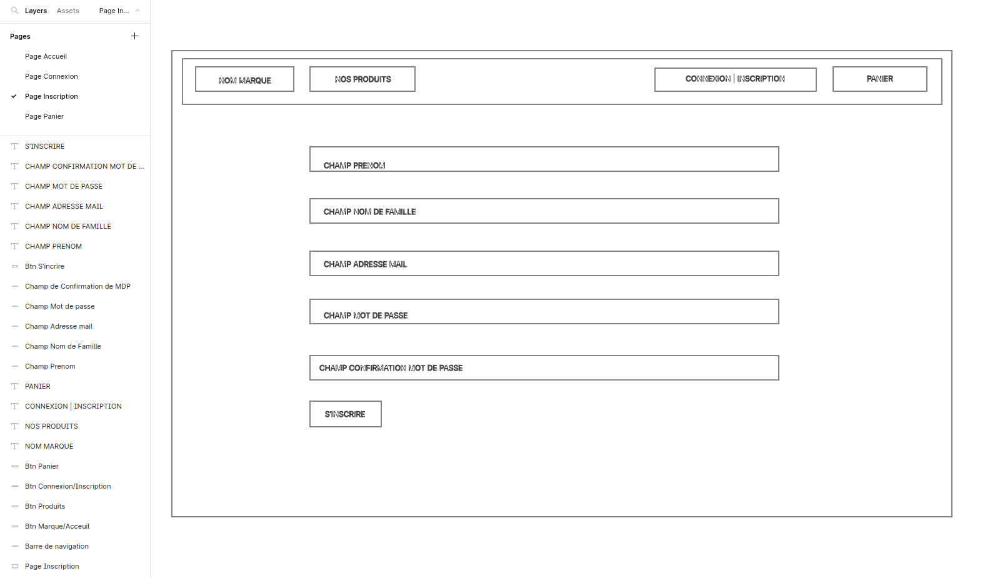 Layers Assets Page In...
Pages
Page Accueil
Page Connexion
Page Inscription
Page Panier
S'INSCRIRE
CHAMP CONFIRMATION MOT DE ...
CHAMP MOT DE PASSE
CHAMP ADRESSE MAIL
CHAMP NOM DE FAMILLE
CHAMP PRENOM
Btn S'incrire
Champ de Confirmation de MDP
Champ Mot de passe
Champ Adresse mail
Champ Nom de Famille
Champ Prenom
PANIER
CONNEXION | INSCRIPTION
NOS PRODUITS
NOM MARQUE
Btn Panier
Btn Connexion/Inscription
Btn Produits
Btn Marque/Acceuil
Barre de navigation
Page Inscription
NOM MARQUE NOS PRODUITS CONNEXION | INSCRIPTION PANIER
CHAMP PRENOM
CHAMP NOM DE FAMILLE
CHAMP ADRESSE MAIL
CHAMP MOT DE PASSE
CHAMP CONFIRMATION MOT DE PASSE
S'INSCRIRE